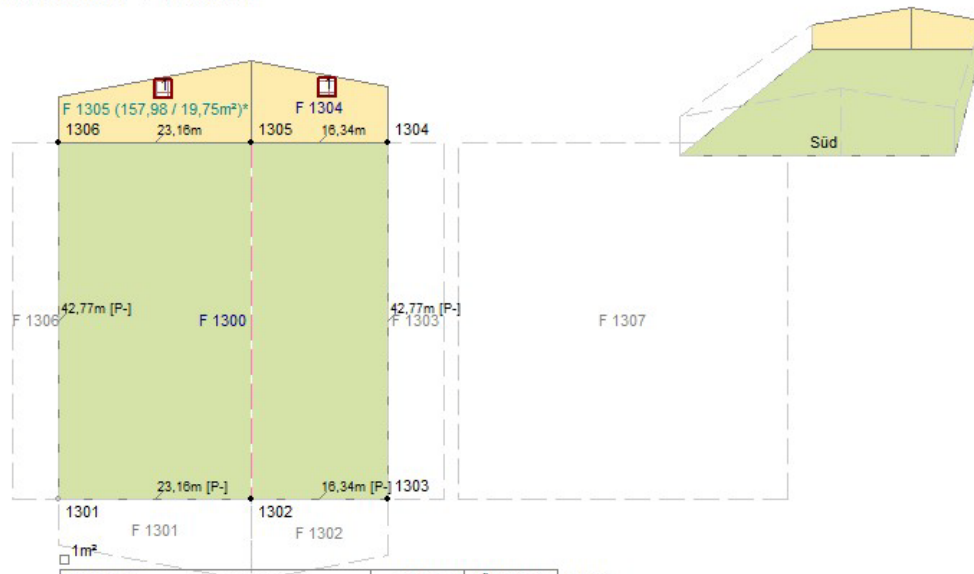 F 1305 (157,98 / 19,75m²)*
F 1304
1306
23,16m
1305
16,34m
1304
Süd
42,77m [P-]
42,77m [P-]
F 1306
F 1300
F 1303
F 1307
23,16m [P-]
16,34m [P-]
1303
1301
1302
F 1301
F 1302
1m²